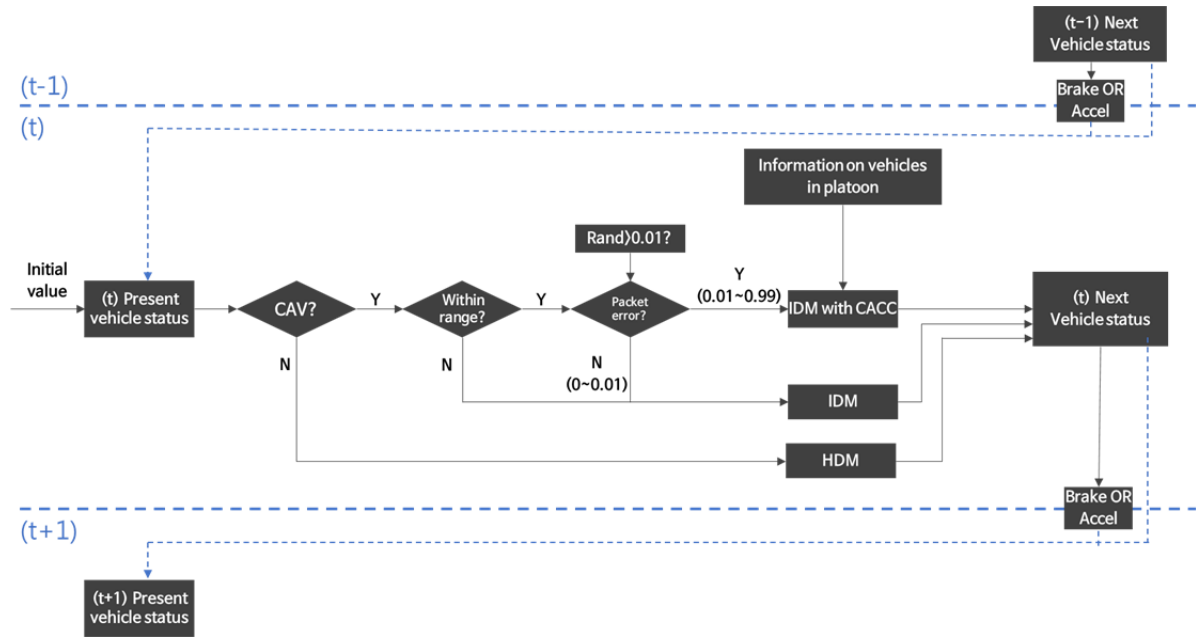 (t-1) Next
Vehicle status
(t-1)
Brake OR
Accel
(t)
Information on vehicles
in platoon
Rand>0.01?
Initial
value
(t) Present
vehicle status
CAV?
Y
Within
range?
Y
Packet
error?
Y
(0.01~0.99)
IDM with CACC
(t) Next
Vehicle status
N
N
N
(0~0.01)
IDM
HDM
Brake OR
Accel
(t+1)
(t+1) Present
vehicle status